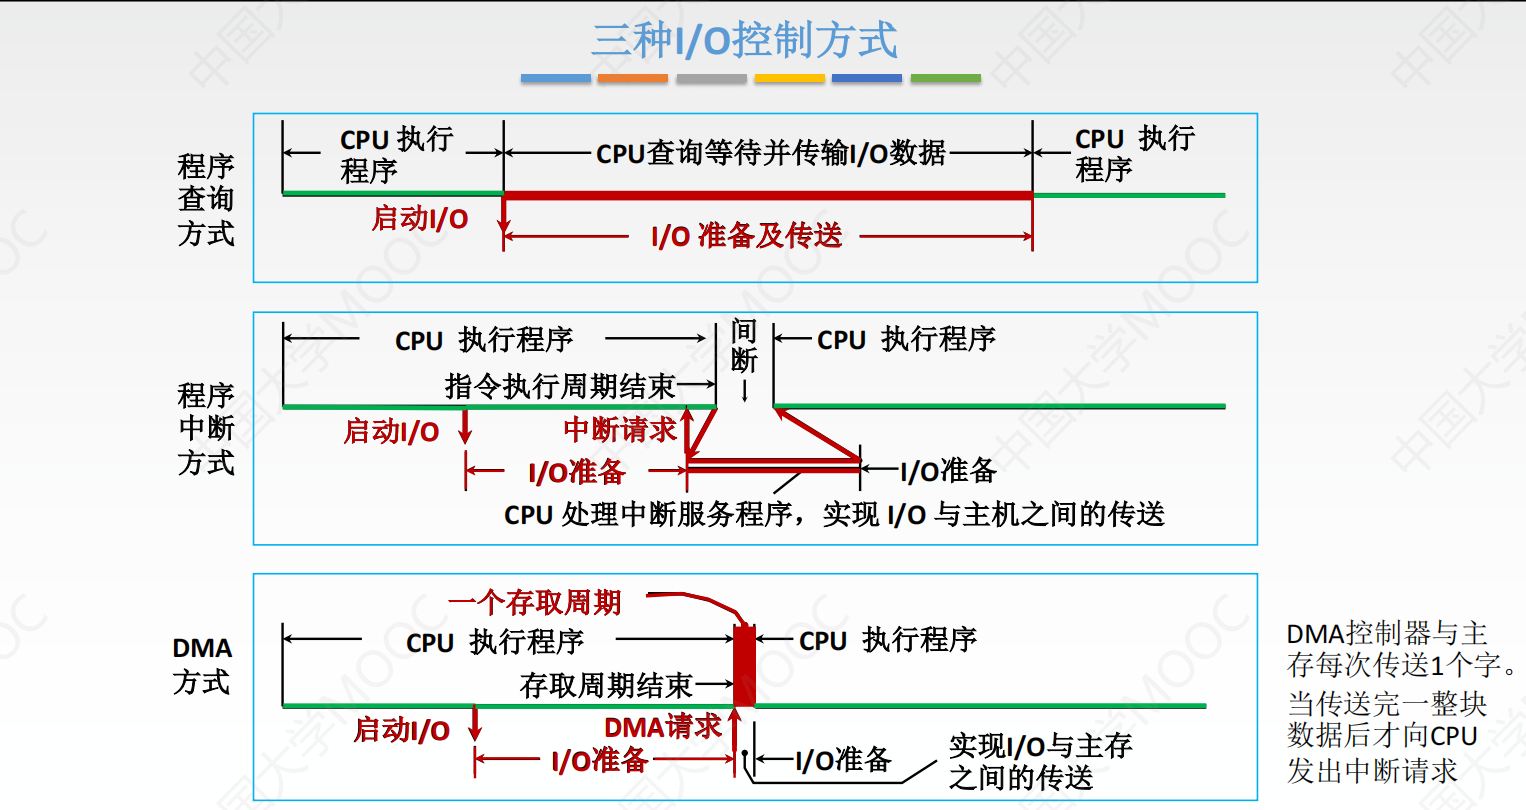 三种I/O控制方式
程序
查询
方式
CPU 执行
程序
CPU查询等待并传输I/O数据
CPU 执行
程序
启动I/O
I/O 准备及传送
程序
中断
方式
CPU 执行程序
间
断
CPU 执行程序
指令执行周期结束
启动I/O
中断请求
I/O准备
I/O准备
CPU 处理中断服务程序，实现 I/O 与主机之间的传送
DMA
方式
一个存取周期
CPU 执行程序
CPU 执行程序
存取周期结束
启动I/O
DMA请求
I/O准备
I/O准备
实现I/O与主存
之间的传送
DMA控制器与主
存每次传送1个字。
当传送完一整块
数据后才向CPU
发出中断请求
中国大学MOOC